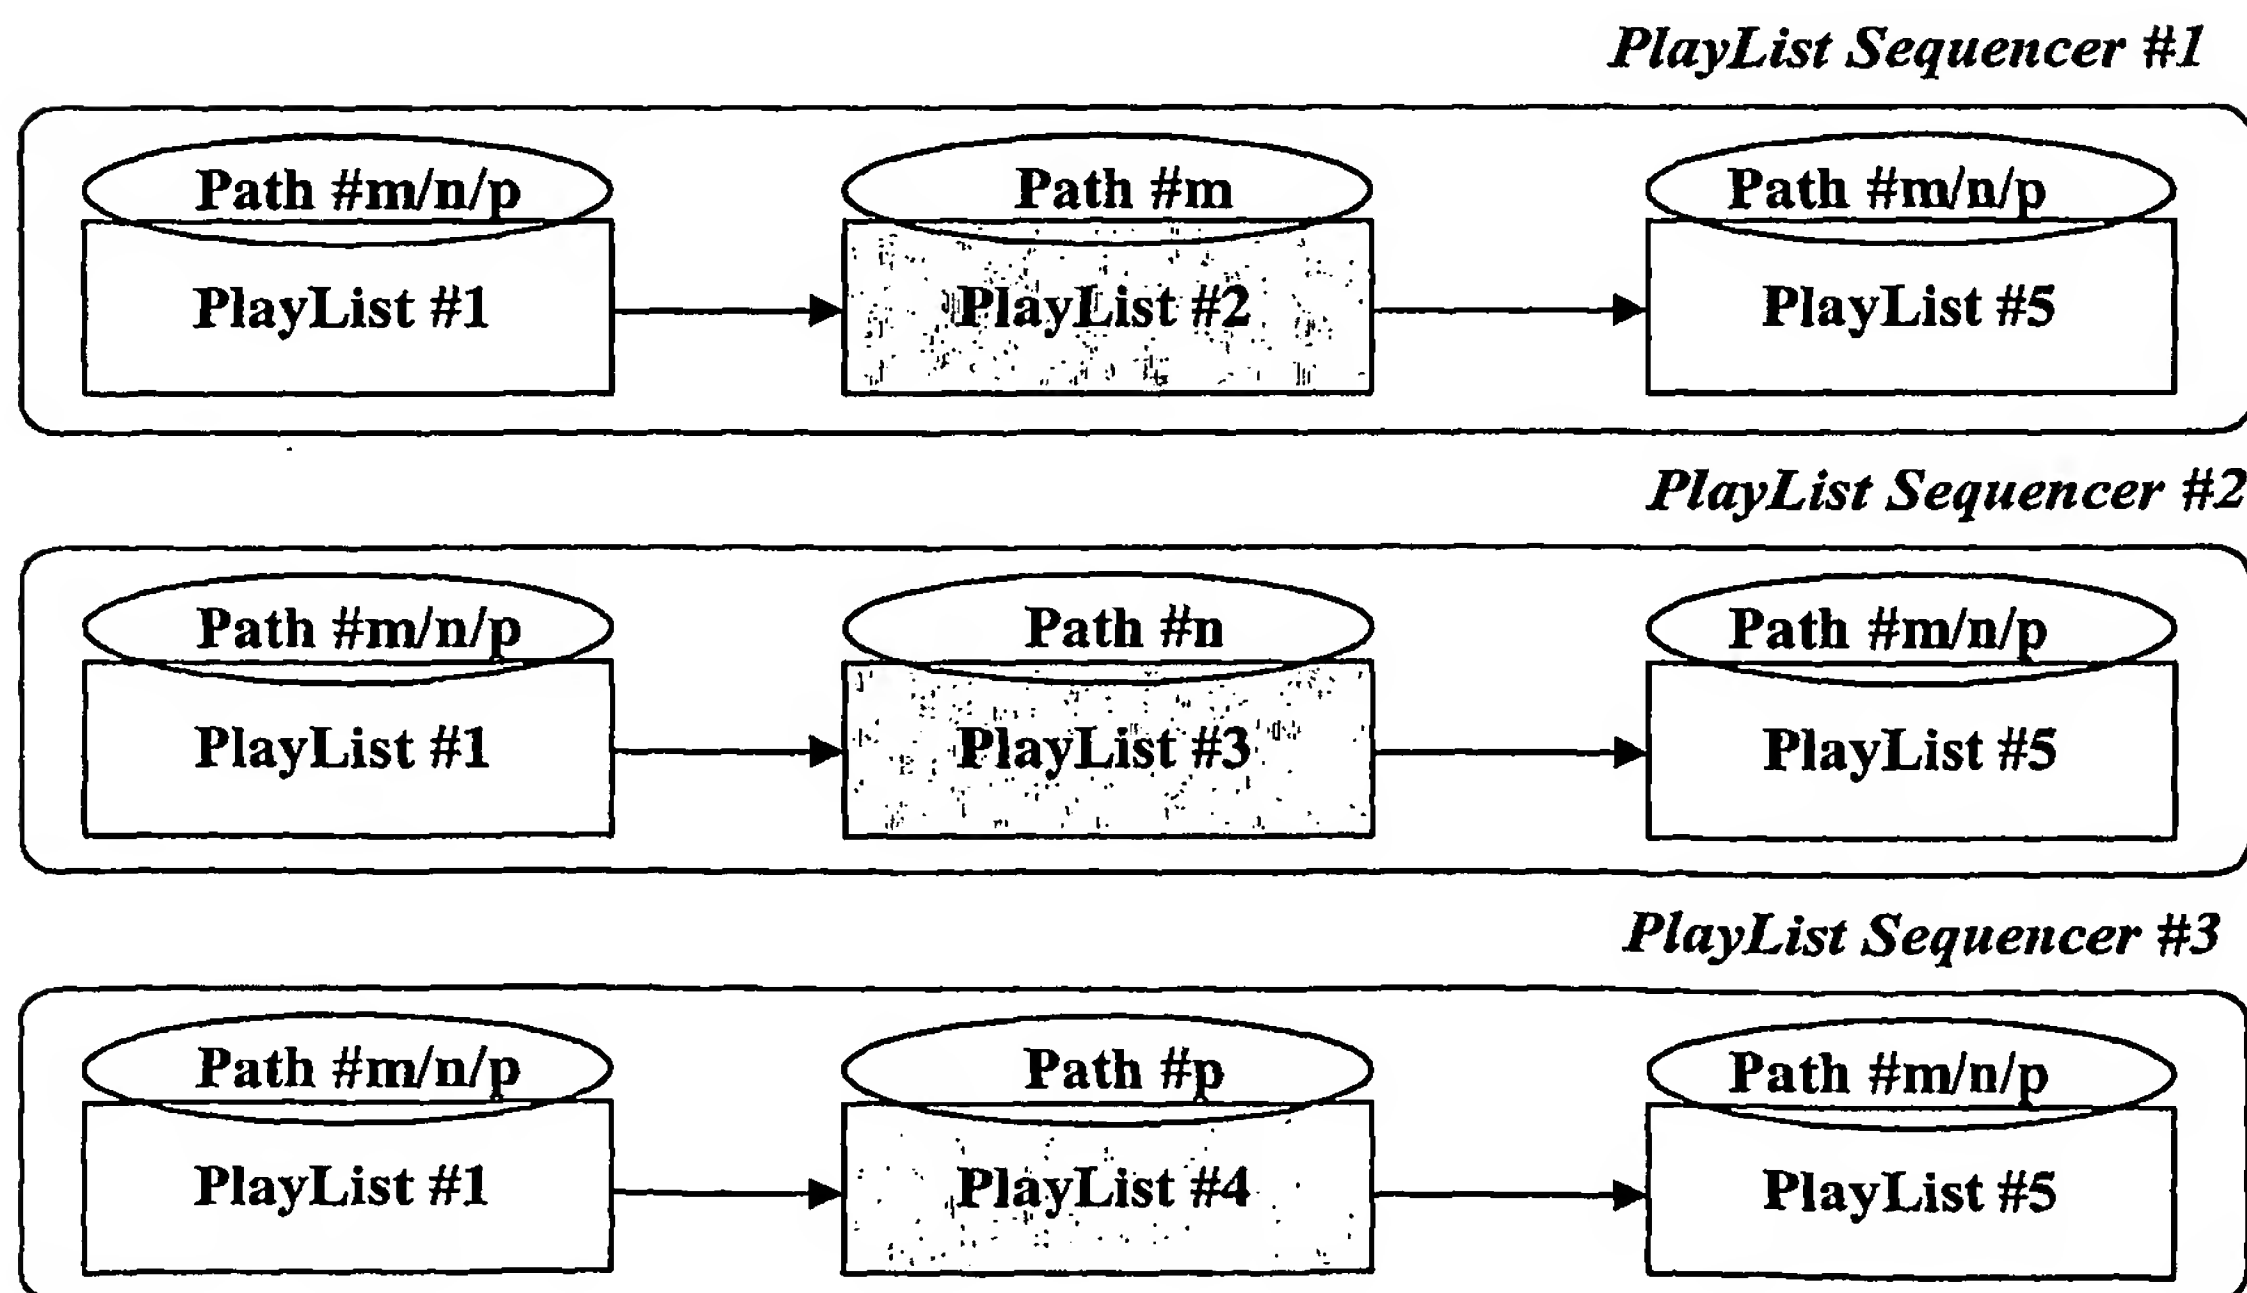 PlayList Sequencer #1
Path #m/n/p
Path #m
Path #m/n/p
PlayList #1
PlayList #2
PlayList #5
PlayList Sequencer #2
Path #m/n/p
Path #n
Path #m/n/p
PlayList #1
PlayList #3
PlayList #5
PlayList Sequencer #3
Path #m/n/p
Path #p
Path #m/n/p
PlayList #1
PlayList #4
PlayList #5